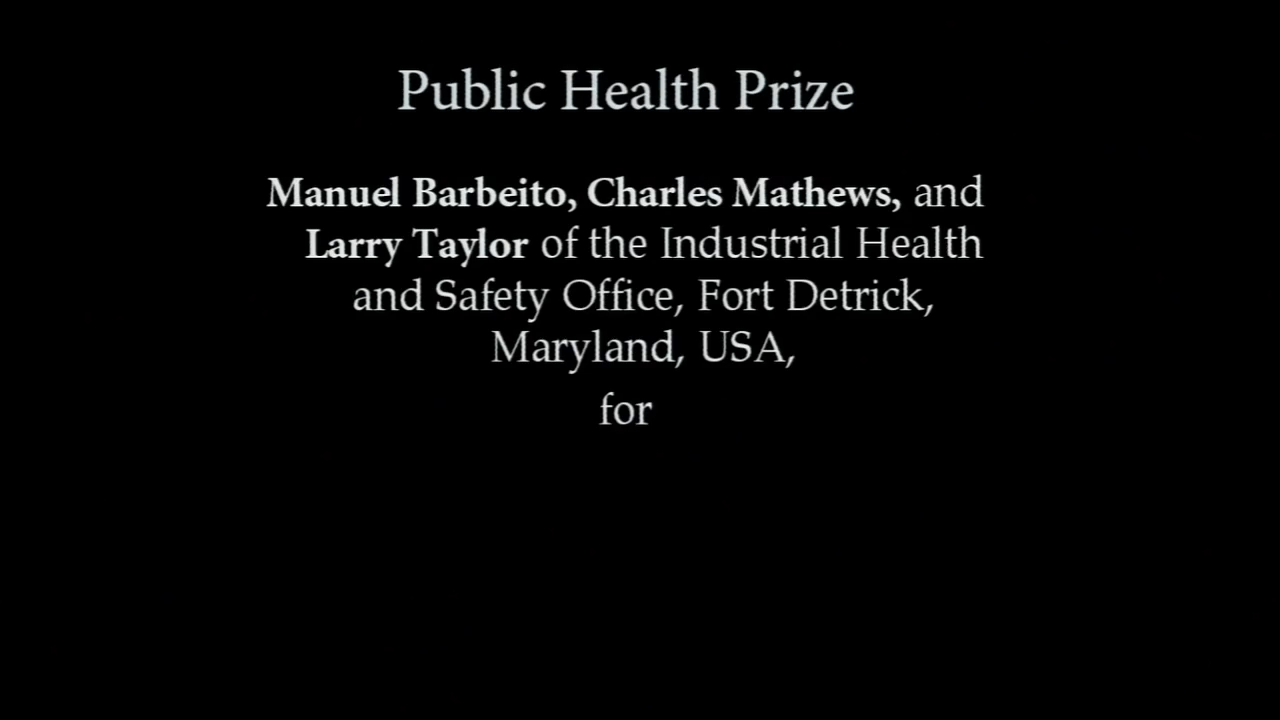 Public Health Prize
Manuel Barbeito, Charles Mathews, and
Larry Taylor of the Industrial Health
and Safety Office, Fort Detrick,
Maryland, USA,
for